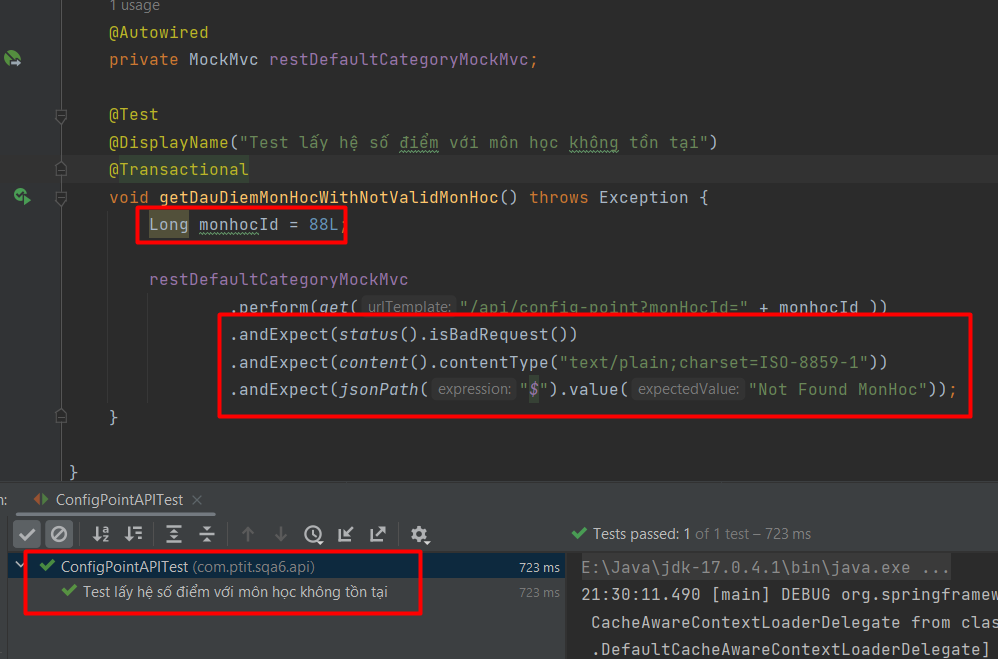 1 usage
@Autowired
private MockMvc restDefaultCategoryMockMvc;
@Test
@DisplayName("Test lấy hệ số điểm với môn học không tồn tại")
@Transactional
void getDauDiemMonHocWithNotValidMonHoc() throws Exception {
Long monhocId = 88L;
restDefaultCategoryMockMvc
.perform(get( urlTemplate: "/api/config-point?monHocId=" + monhocId ))
.andExpect(status().isBadRequest())
.andExpect(content().contentType("text/plain;charset=ISO-8859-1"))
.andExpect(jsonPath( expression: "$").value( expectedValue: "Not Found MonHoc"));
}
}
n: ConfigPointAPITest
Tests passed: 1 of 1 test – 723 ms
ConfigPointAPITest (com.ptit.sqa6.api) 723 ms
Test lấy hệ số điểm với môn học không tồn tại 723 ms
E:\Java\jdk-17.0.4.1\bin\java.exe ...
21:30:11.490 [main] DEBUG org.springframew
CacheAwareContextLoaderDelegate from clas
.DefaultCacheAwareContextLoaderDelegate]